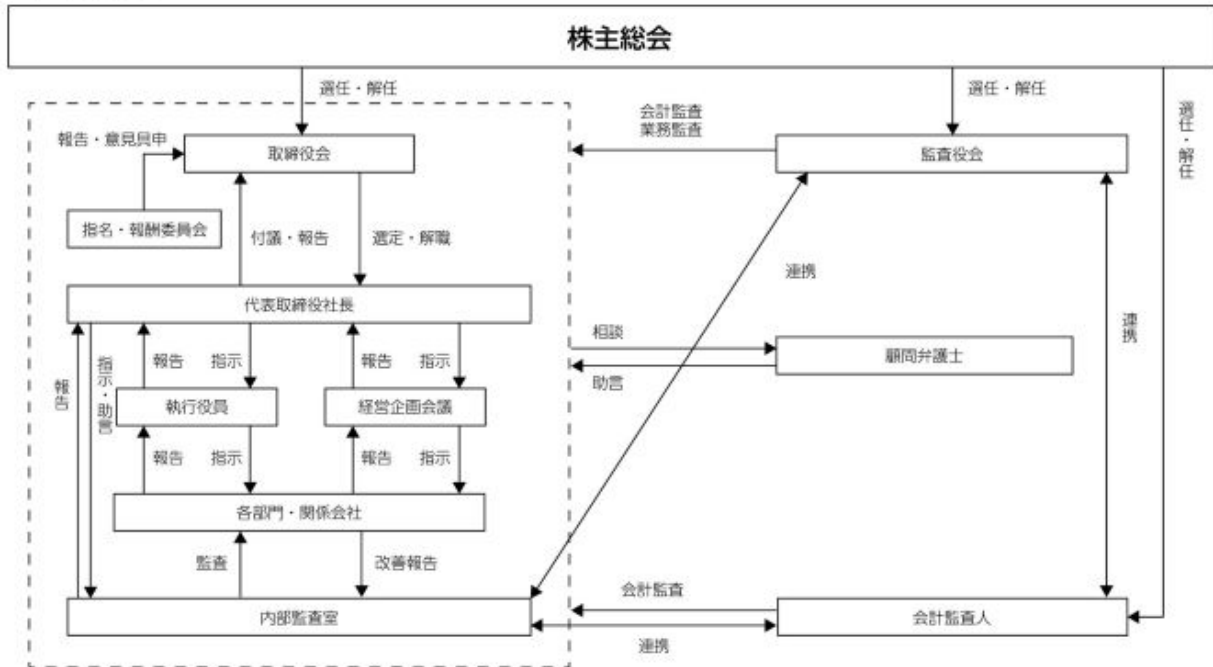 株主総会
選任・解任
選任・解任
選任・解任
会計監査
業務監査
報告・意見具申
取締役会
監査役会
指名・報酬委員会
付議・報告
選定・解職
連携
代表取締役社長
相談
顧問弁護士
助言
連携
報告
指示・助言
報告
指示
報告
指示
執行役員
経営企画会議
報告
指示
報告
指示
各部門・関係会社
監査
改善報告
会計監査
内部監査室
会計監査人
連携